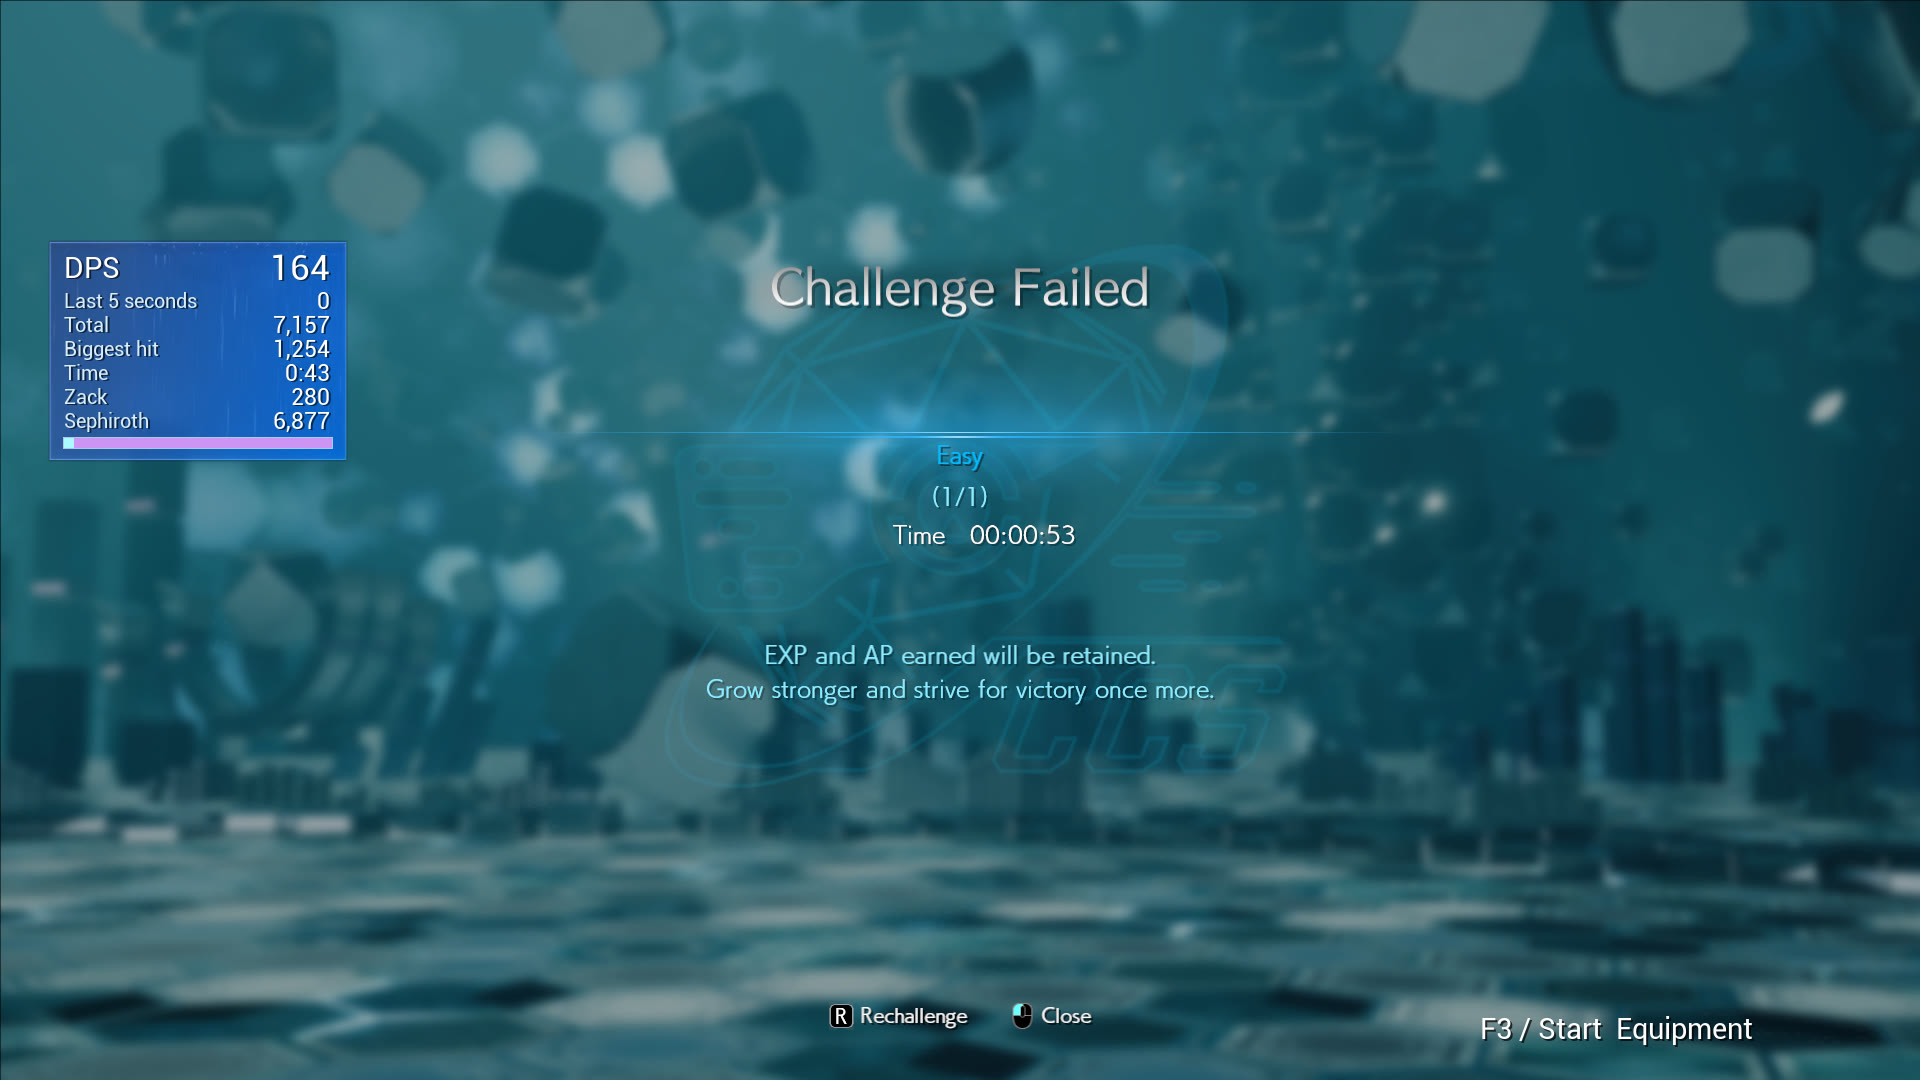 DPS 164
Last 5 seconds 0
Total 7,157
Biggest hit 1,254
Time 0:43
Zack 280
Sephiroth 6,877
Challenge Failed
Easy
(1/1)
Time 00:00:53
EXP and AP earned will be retained.
Grow stronger and strive for victory once more.
CCS
R Rechallenge Close
F3 / Start Equipment